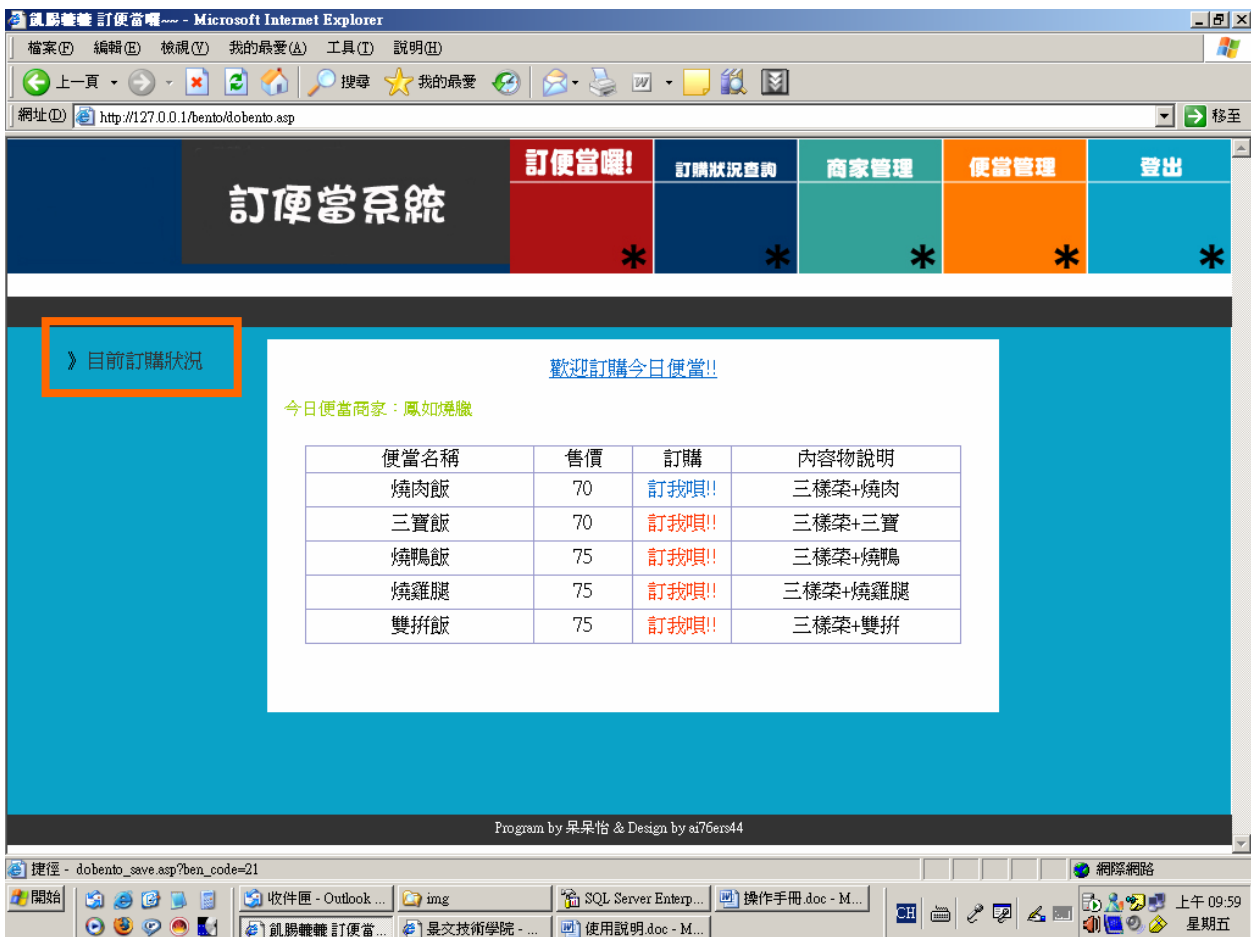 飢腸轆轆 訂便當囉~~ - Microsoft Internet Explorer
檔案(F) 編輯(E) 檢視(V) 我的最愛(A) 工具(T) 說明(H)
上一頁 搜尋 我的最愛
網址(D) http://127.0.0.1/bento/dobento.asp 移至
訂便當系統
訂便當囉! 訂購狀況查詢 商家管理 便當管理 登出
* * * * *
》目前訂購狀況
歡迎訂購今日便當!!
今日便當商家：鳳如燒臘
便當名稱 售價 訂購 內容物說明
燒肉飯 70 訂我唄!! 三樣菜+燒肉
三寶飯 70 訂我唄!! 三樣菜+三寶
燒鴨飯 75 訂我唄!! 三樣菜+燒鴨
燒雞腿 75 訂我唄!! 三樣菜+燒雞腿
雙拼飯 75 訂我唄!! 三樣菜+雙拼
Program by 呆呆怡 & Design by ai76ers44
捷徑 - dobento_save.asp?ben_code=21 網際網路
開始 收件匣 - Outlook ... img SQL Server Enterp... 操作手冊.doc - M... CH 上午 09:59
飢腸轆轆 訂便當... 景文技術學院 - ... 使用說明.doc - M... 星期五